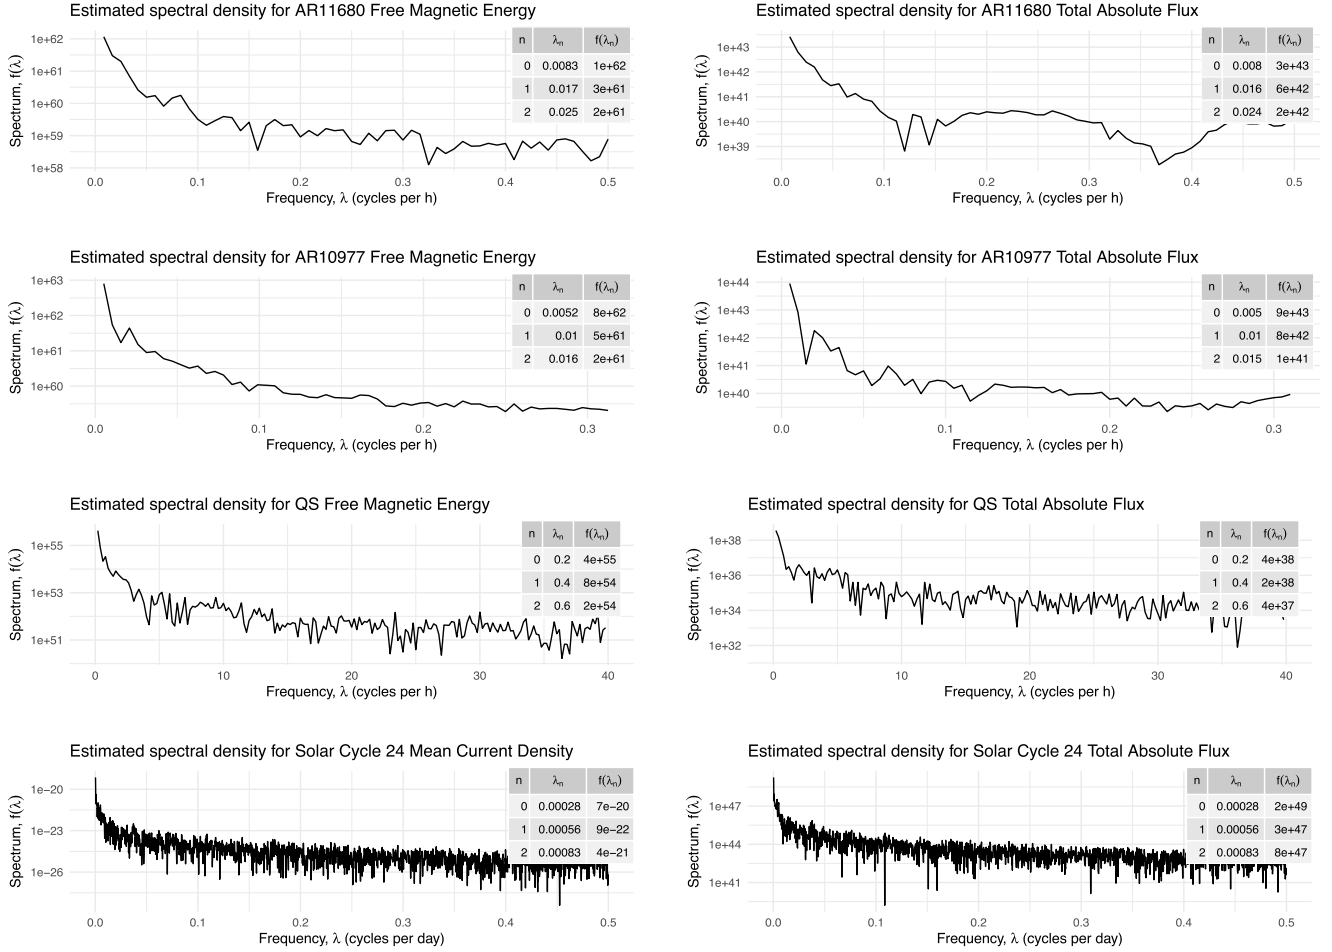 Estimated spectral density for AR11680 Free Magnetic Energy
Spectrum, f(λ)
1e+62
1e+61
1e+60
1e+59
1e+58
n λn f(λn)
0 0.0083 1e+62
1 0.017 3e+61
2 0.025 2e+61
0.0 0.1 0.2 0.3 0.4 0.5
Frequency, λ (cycles per h)
Estimated spectral density for AR11680 Total Absolute Flux
Spectrum, f(λ)
1e+43
1e+42
1e+41
1e+40
1e+39
n λn f(λn)
0 0.008 3e+43
1 0.016 6e+42
2 0.024 2e+42
0.0 0.1 0.2 0.3 0.4 0.5
Frequency, λ (cycles per h)
Estimated spectral density for AR10977 Free Magnetic Energy
Spectrum, f(λ)
1e+63
1e+62
1e+61
1e+60
n λn f(λn)
0 0.0052 8e+62
1 0.01 5e+61
2 0.016 2e+61
0.0 0.1 0.2 0.3
Frequency, λ (cycles per h)
Estimated spectral density for AR10977 Total Absolute Flux
Spectrum, f(λ)
1e+44
1e+43
1e+42
1e+41
1e+40
n λn f(λn)
0 0.005 9e+43
1 0.01 8e+42
2 0.015 1e+41
0.0 0.1 0.2 0.3
Frequency, λ (cycles per h)
Estimated spectral density for QS Free Magnetic Energy
Spectrum, f(λ)
1e+55
1e+53
1e+51
n λn f(λn)
0 0.2 4e+55
1 0.4 8e+54
2 0.6 2e+54
0 10 20 30 40
Frequency, λ (cycles per h)
Estimated spectral density for QS Total Absolute Flux
Spectrum, f(λ)
1e+38
1e+36
1e+34
1e+32
n λn f(λn)
0 0.2 4e+38
1 0.4 2e+38
2 0.6 4e+37
0 10 20 30 40
Frequency, λ (cycles per h)
Estimated spectral density for Solar Cycle 24 Mean Current Density
Spectrum, f(λ)
1e−20
1e−23
1e−26
n λn f(λn)
0 0.00028 7e−20
1 0.00056 9e−22
2 0.00083 4e−21
0.0 0.1 0.2 0.3 0.4 0.5
Frequency, λ (cycles per day)
Estimated spectral density for Solar Cycle 24 Total Absolute Flux
Spectrum, f(λ)
1e+47
1e+44
1e+41
n λn f(λn)
0 0.00028 2e+49
1 0.00056 3e+47
2 0.00083 8e+47
0.0 0.1 0.2 0.3 0.4 0.5
Frequency, λ (cycles per day)